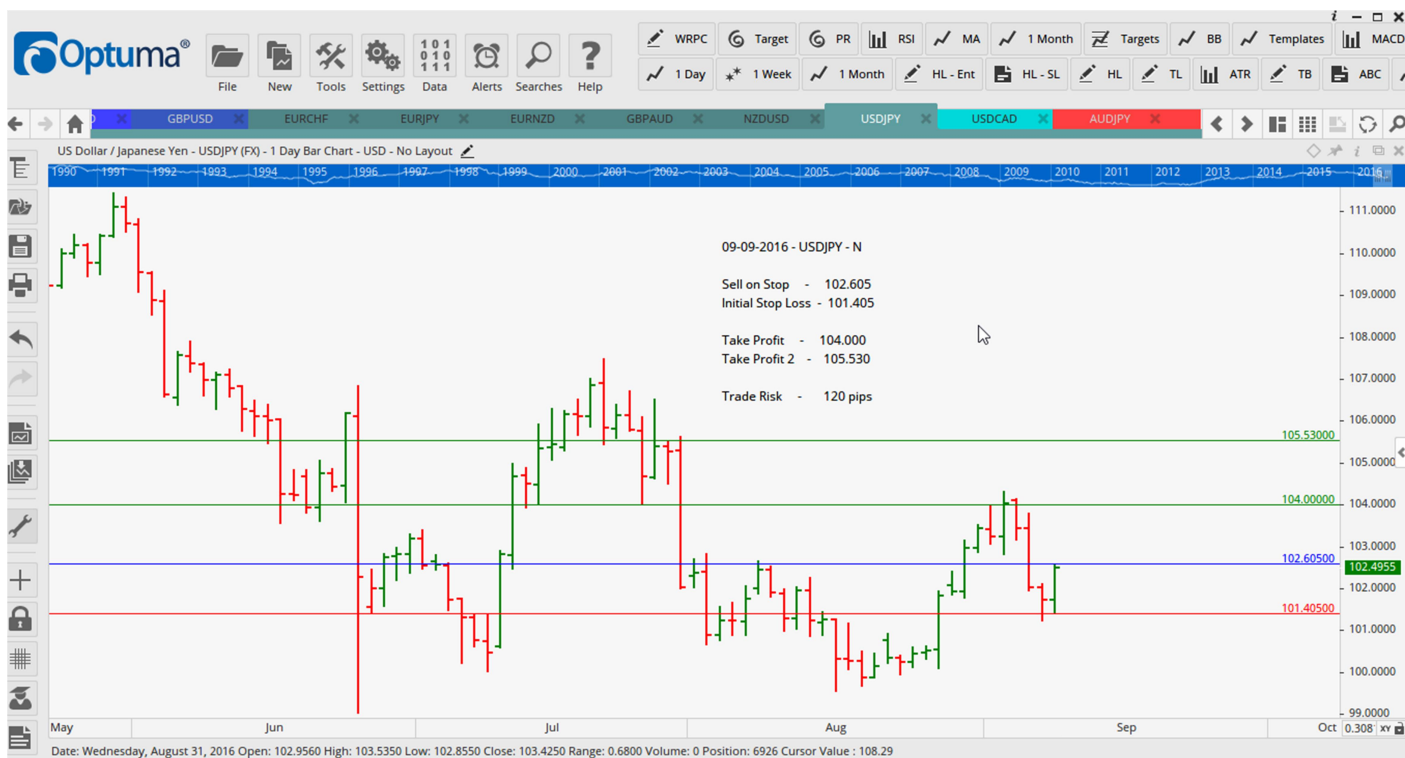 i
Optuma®
File
New
Tools
Settings
101
010
111
Data
Alerts
Searches
?
Help
WRPC
Target
PR
RSI
MA
1 Month
Targets
BB
Templates
MACD
1 Day
1 Week
1 Month
HL - Ent
HL - SL
HL
TL
ATR
TB
ABC
GBPUSD
EURCHF
EURJPY
EURNZD
GBPAUD
NZDUSD
USDJPY
USDCAD
AUDJPY
US Dollar / Japanese Yen - USDJPY (FX) - 1 Day Bar Chart - USD - No Layout
1990 1991 1992 1993 1994 1995 1996 1997 1998 1999 2000 2001 2002 2003 2004 2005 2006 2007 2008 2009 2010 2011 2012 2013 2014 2015 2016
09-09-2016 - USDJPY - N
Sell on Stop - 102.605
Initial Stop Loss - 101.405
Take Profit - 104.000
Take Profit 2 - 105.530
Trade Risk - 120 pips
105.53000
104.00000
102.60500
101.40500
111.0000
110.0000
109.0000
108.0000
107.0000
106.0000
105.0000
104.0000
103.0000
102.4955
102.0000
101.0000
100.0000
99.0000
May Jun Jul Aug Sep Oct
0.308 XY
Date: Wednesday, August 31, 2016 Open: 102.9560 High: 103.5350 Low: 102.8550 Close: 103.4250 Range: 0.6800 Volume: 0 Position: 6926 Cursor Value : 108.29